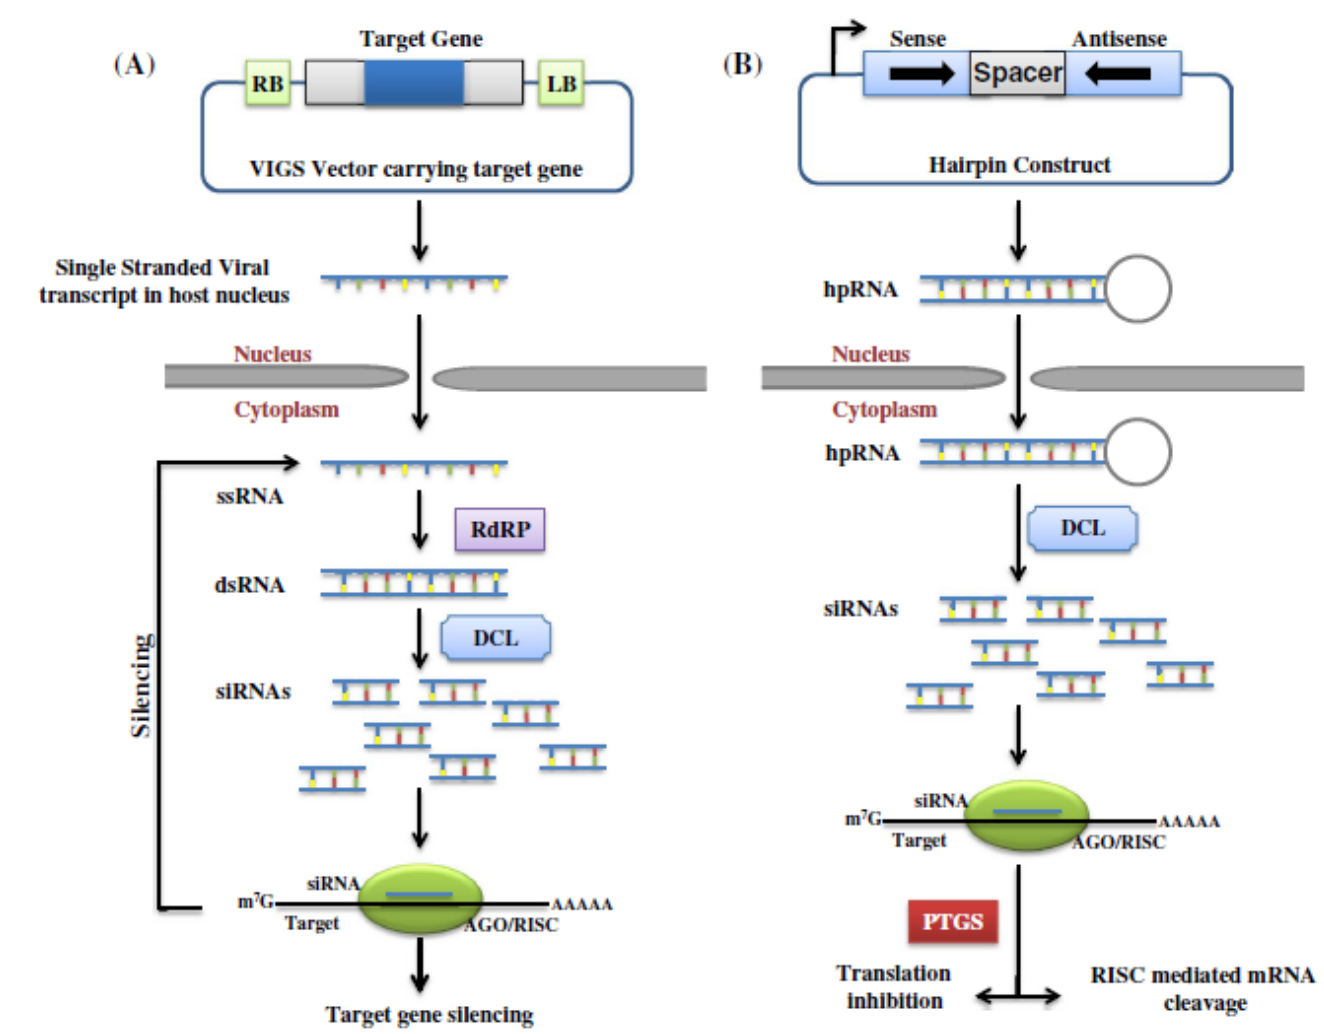 (A)
Target Gene
RB
LB
VIGS Vector carrying target gene
Single Stranded Viral
transcript in host nucleus
Nucleus
Cytoplasm
ssRNA
RdRP
dsRNA
DCL
siRNAs
Silencing
siRNA
m⁷G
AAAAA
Target
AGO/RISC
Target gene silencing
(B)
Sense
Antisense
Spacer
Hairpin Construct
hpRNA
Nucleus
Cytoplasm
hpRNA
DCL
siRNAs
siRNA
m⁷G
AAAAA
Target
AGO/RISC
PTGS
Translation
inhibition
RISC mediated mRNA
cleavage